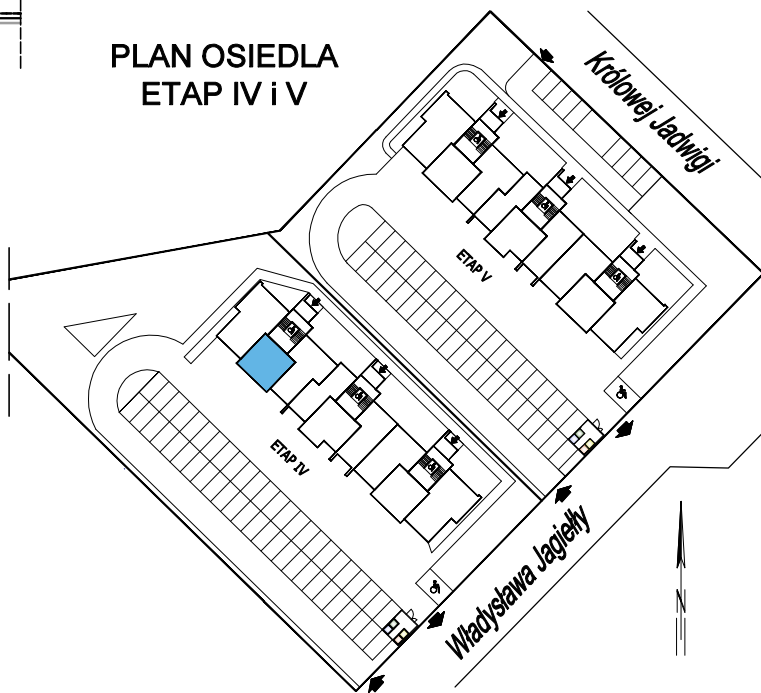 PLAN OSIEDLA
ETAP IV i V
Królowej Jadwigi
ETAP V
ETAP IV
Władysława Jagiełły
N